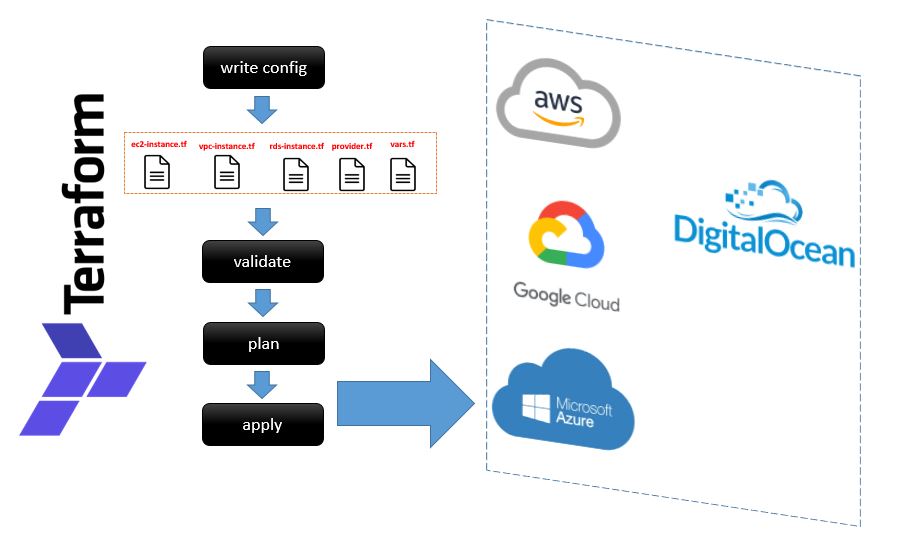 Terraform
write config
ec2-instance.tf vpc-instance.tf rds-instance.tf provider.tf vars.tf
validate
plan
apply
aws
Google Cloud
Microsoft
Azure
DigitalOcean